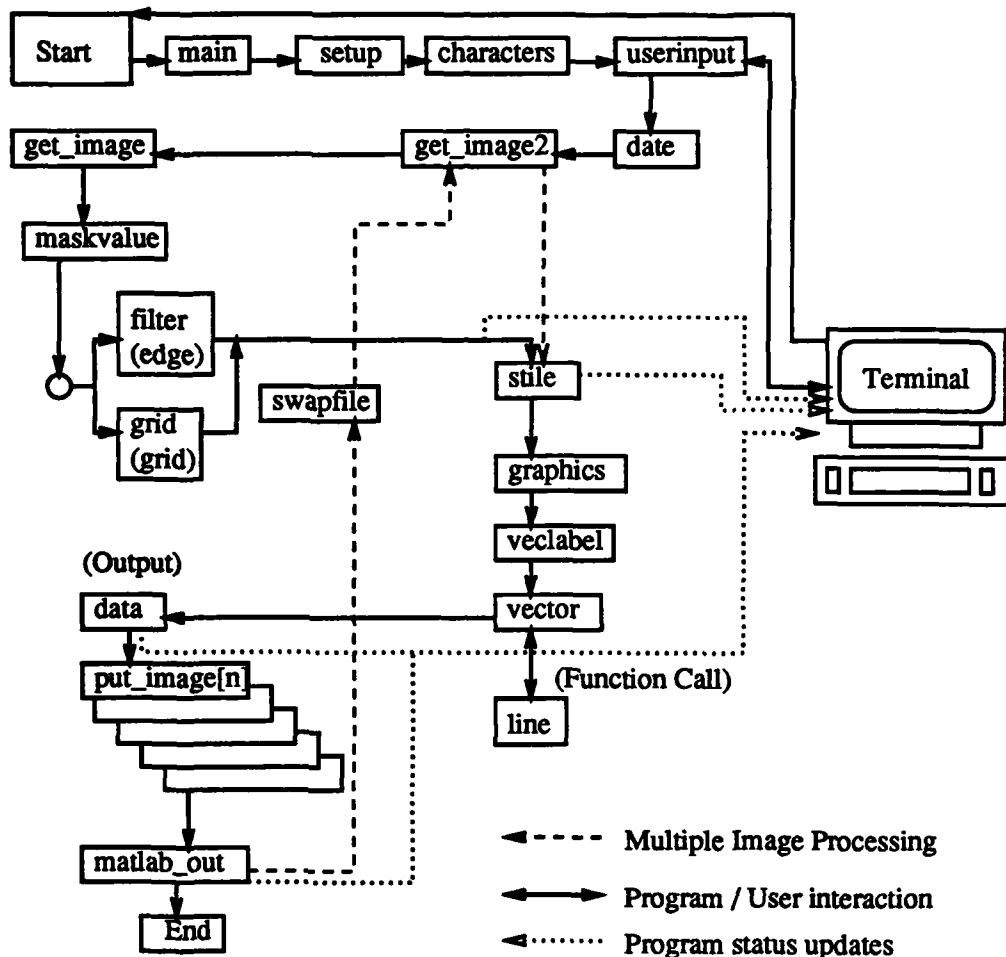 Start
main
setup
characters
userinput
get_image
get_image2
date
maskvalue
filter
(edge)
stile
Terminal
swapfile
grid
(grid)
graphics
veclabel
(Output)
data
vector
put_image[n]
(Function Call)
line
Multiple Image Processing
matlab_out
Program / User interaction
End
Program status updates